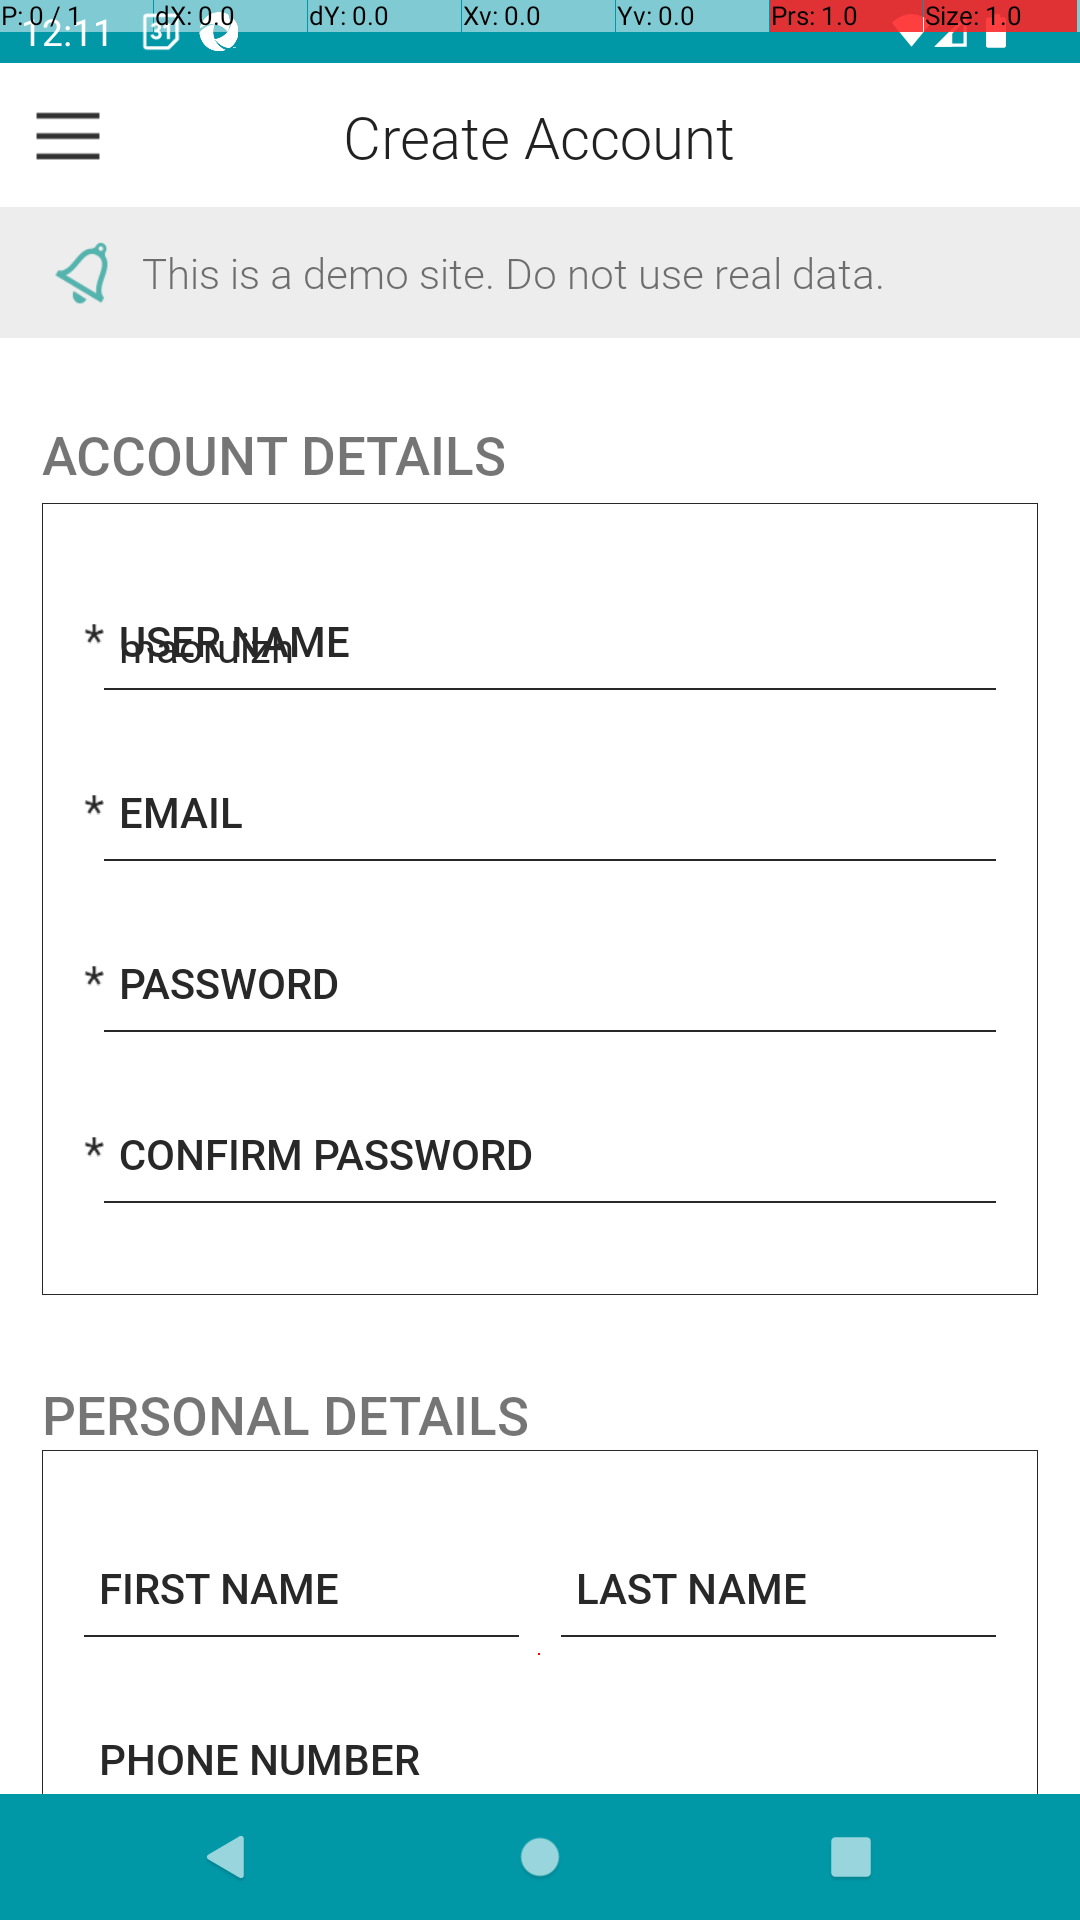 P: 0 / 1 dX: 0.0 dY: 0.0 Xv: 0.0 Yv: 0.0 Prs: 1.0 Size: 1.0
12:11 31
Create Account
This is a demo site. Do not use real data.
ACCOUNT DETAILS
* USER NAME
maoruizh
* EMAIL
* PASSWORD
* CONFIRM PASSWORD
PERSONAL DETAILS
FIRST NAME LAST NAME
PHONE NUMBER